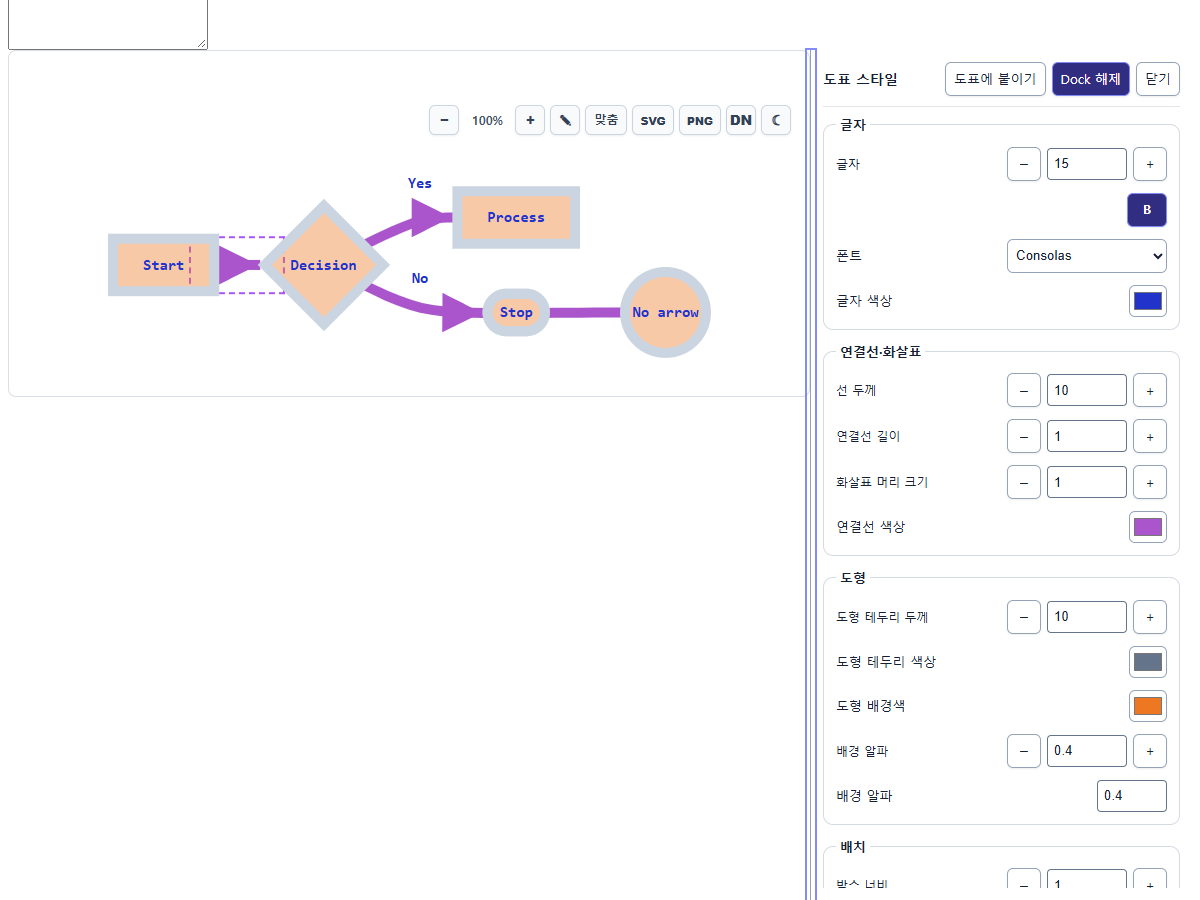 도표 스타일
도표에 붙이기
Dock 해제
닫기
− 100% + 맞춤 SVG PNG DN
글자
글자 − 15 +
B
폰트 Consolas
글자 색상
연결선·화살표
선 두께 − 10 +
연결선 길이 − 1 +
화살표 머리 크기 − 1 +
연결선 색상
도형
도형 테두리 두께 − 10 +
도형 테두리 색상
도형 배경색
배경 알파 − 0.4 +
배경 알파 0.4
배치
박스 너비 − 1 +
Yes
Process
Start
Decision
No
Stop
No arrow